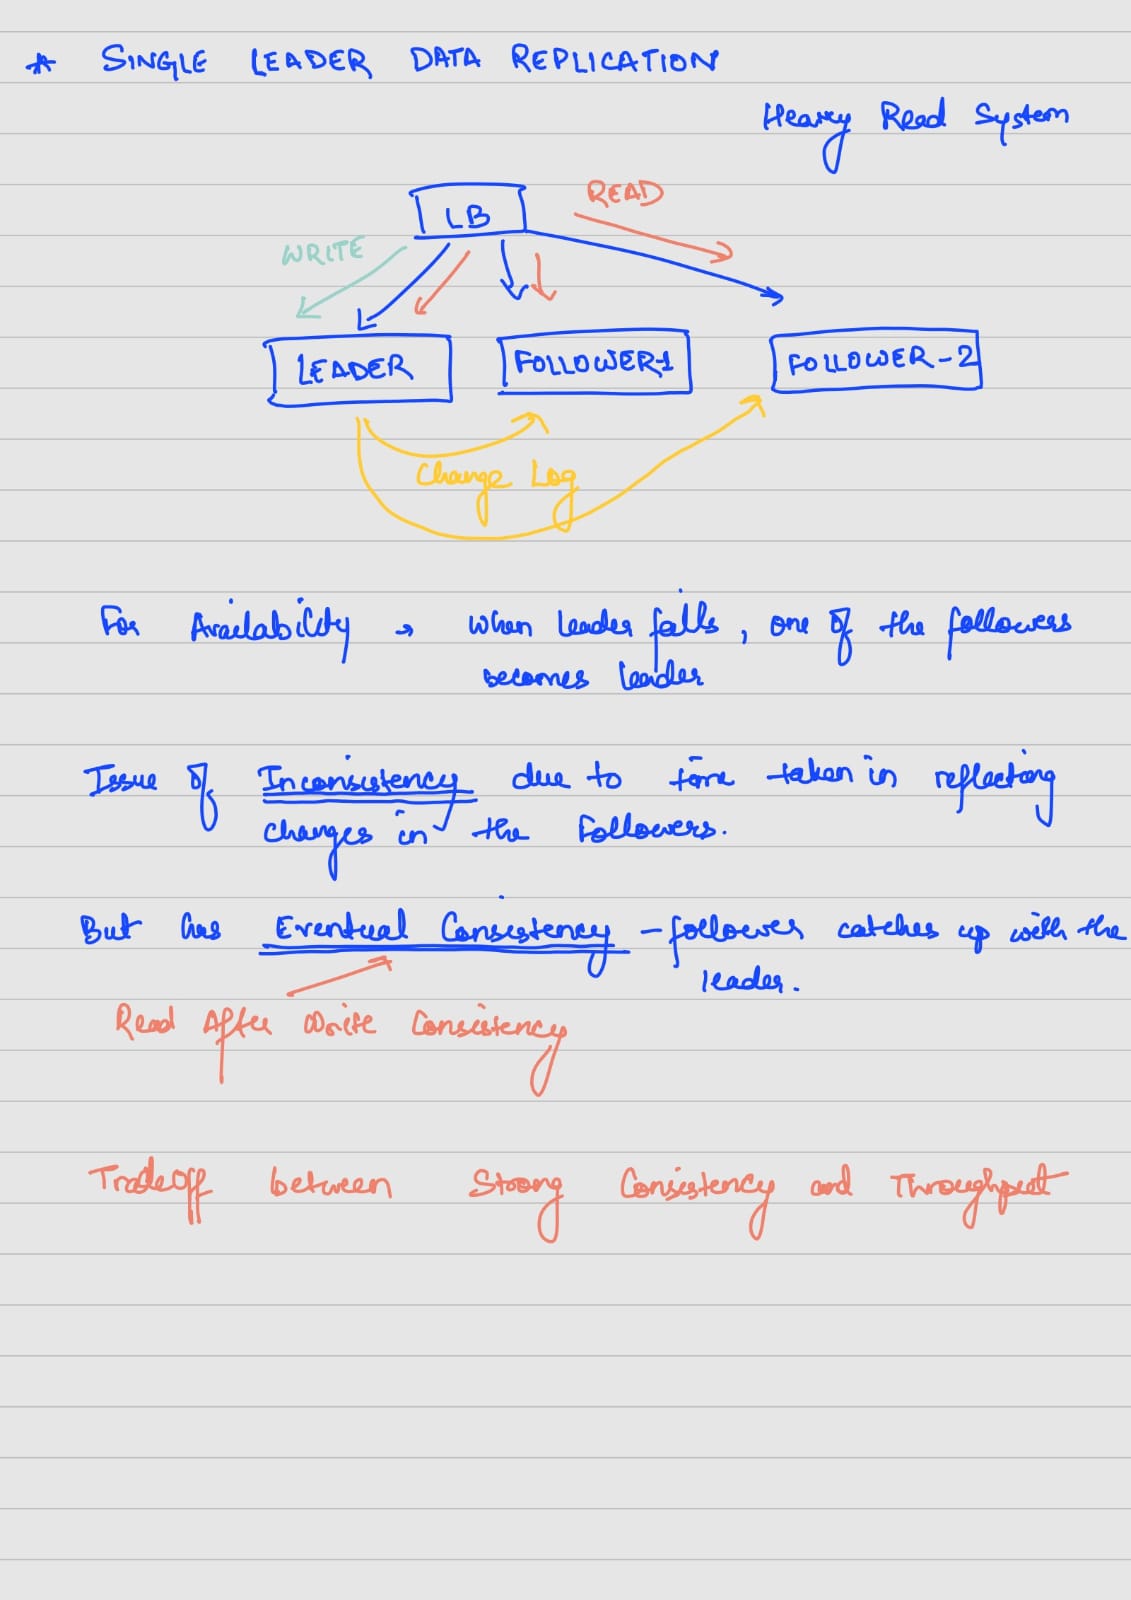 * SINGLE LEADER DATA REPLICATION
Heavy Read System
LB
READ
WRITE
LEADER
FOLLOWER-1
FOLLOWER-2
Change Log
For Availability → When leader fails, one of the followers
becomes leader
Issue of Inconsistency due to time taken in reflecting
changes in the Followers.
But has Eventual Consistency - follower catches up with the
leader.
Read After Write Consistency
Tradeoff between Strong Consistency and Throughput